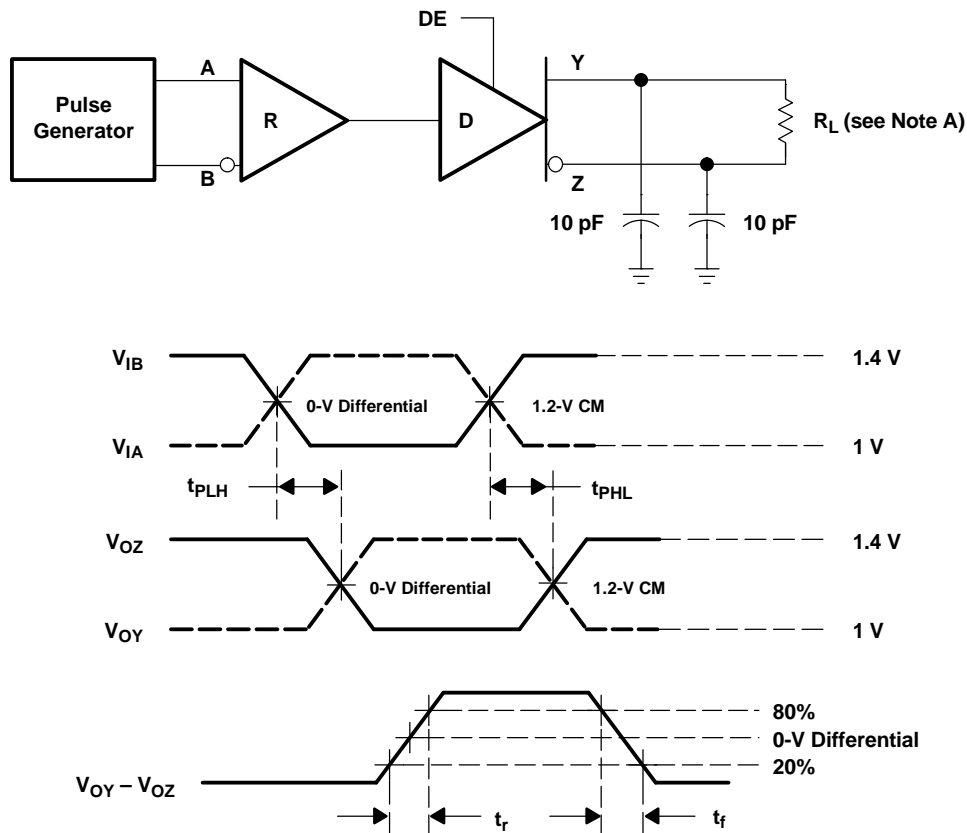 DE
A
Y
Pulse
Generator
R
D
R_L (see Note A)
B
Z
10 pF
10 pF
V_IB
1.4 V
0-V Differential
1.2-V CM
V_IA
1 V
t_PLH
t_PHL
V_OZ
1.4 V
0-V Differential
1.2-V CM
V_OY
1 V
80%
0-V Differential
20%
V_OY – V_OZ
t_r
t_f